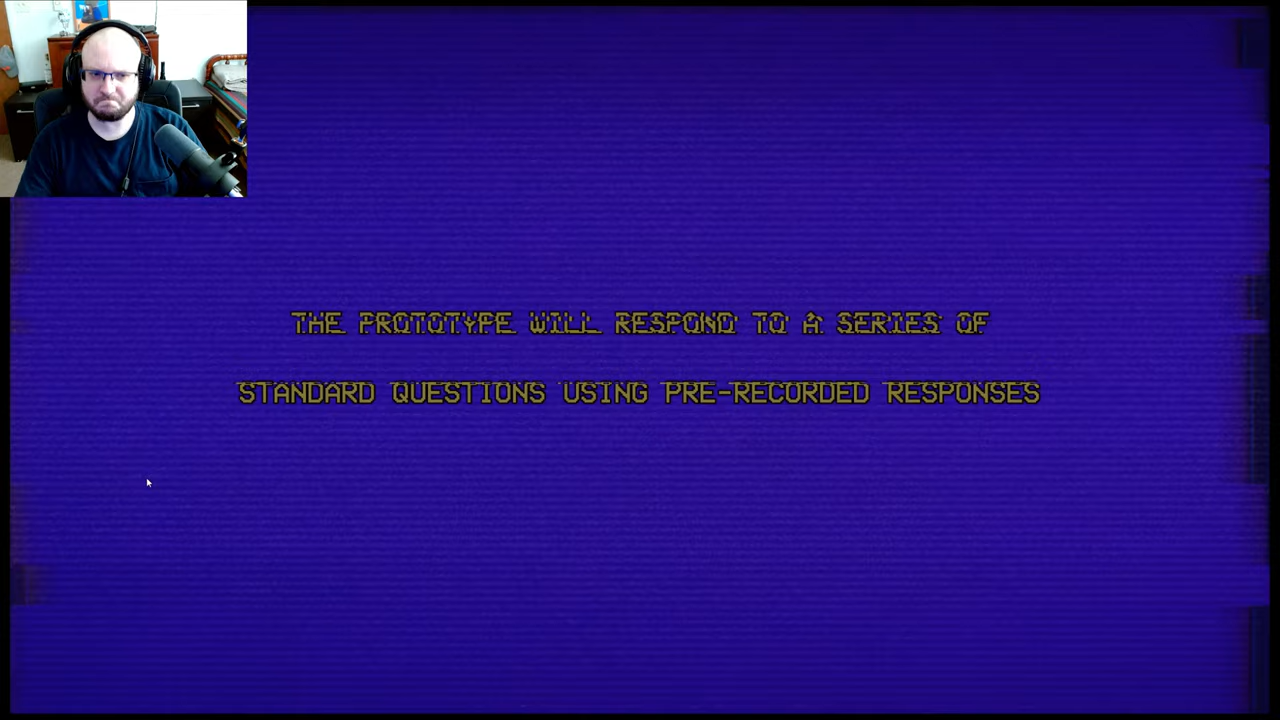 THE PROTOTYPE WILL RESPOND TO A SERIES OF
STANDARD QUESTIONS USING PRE-RECORDED RESPONSES